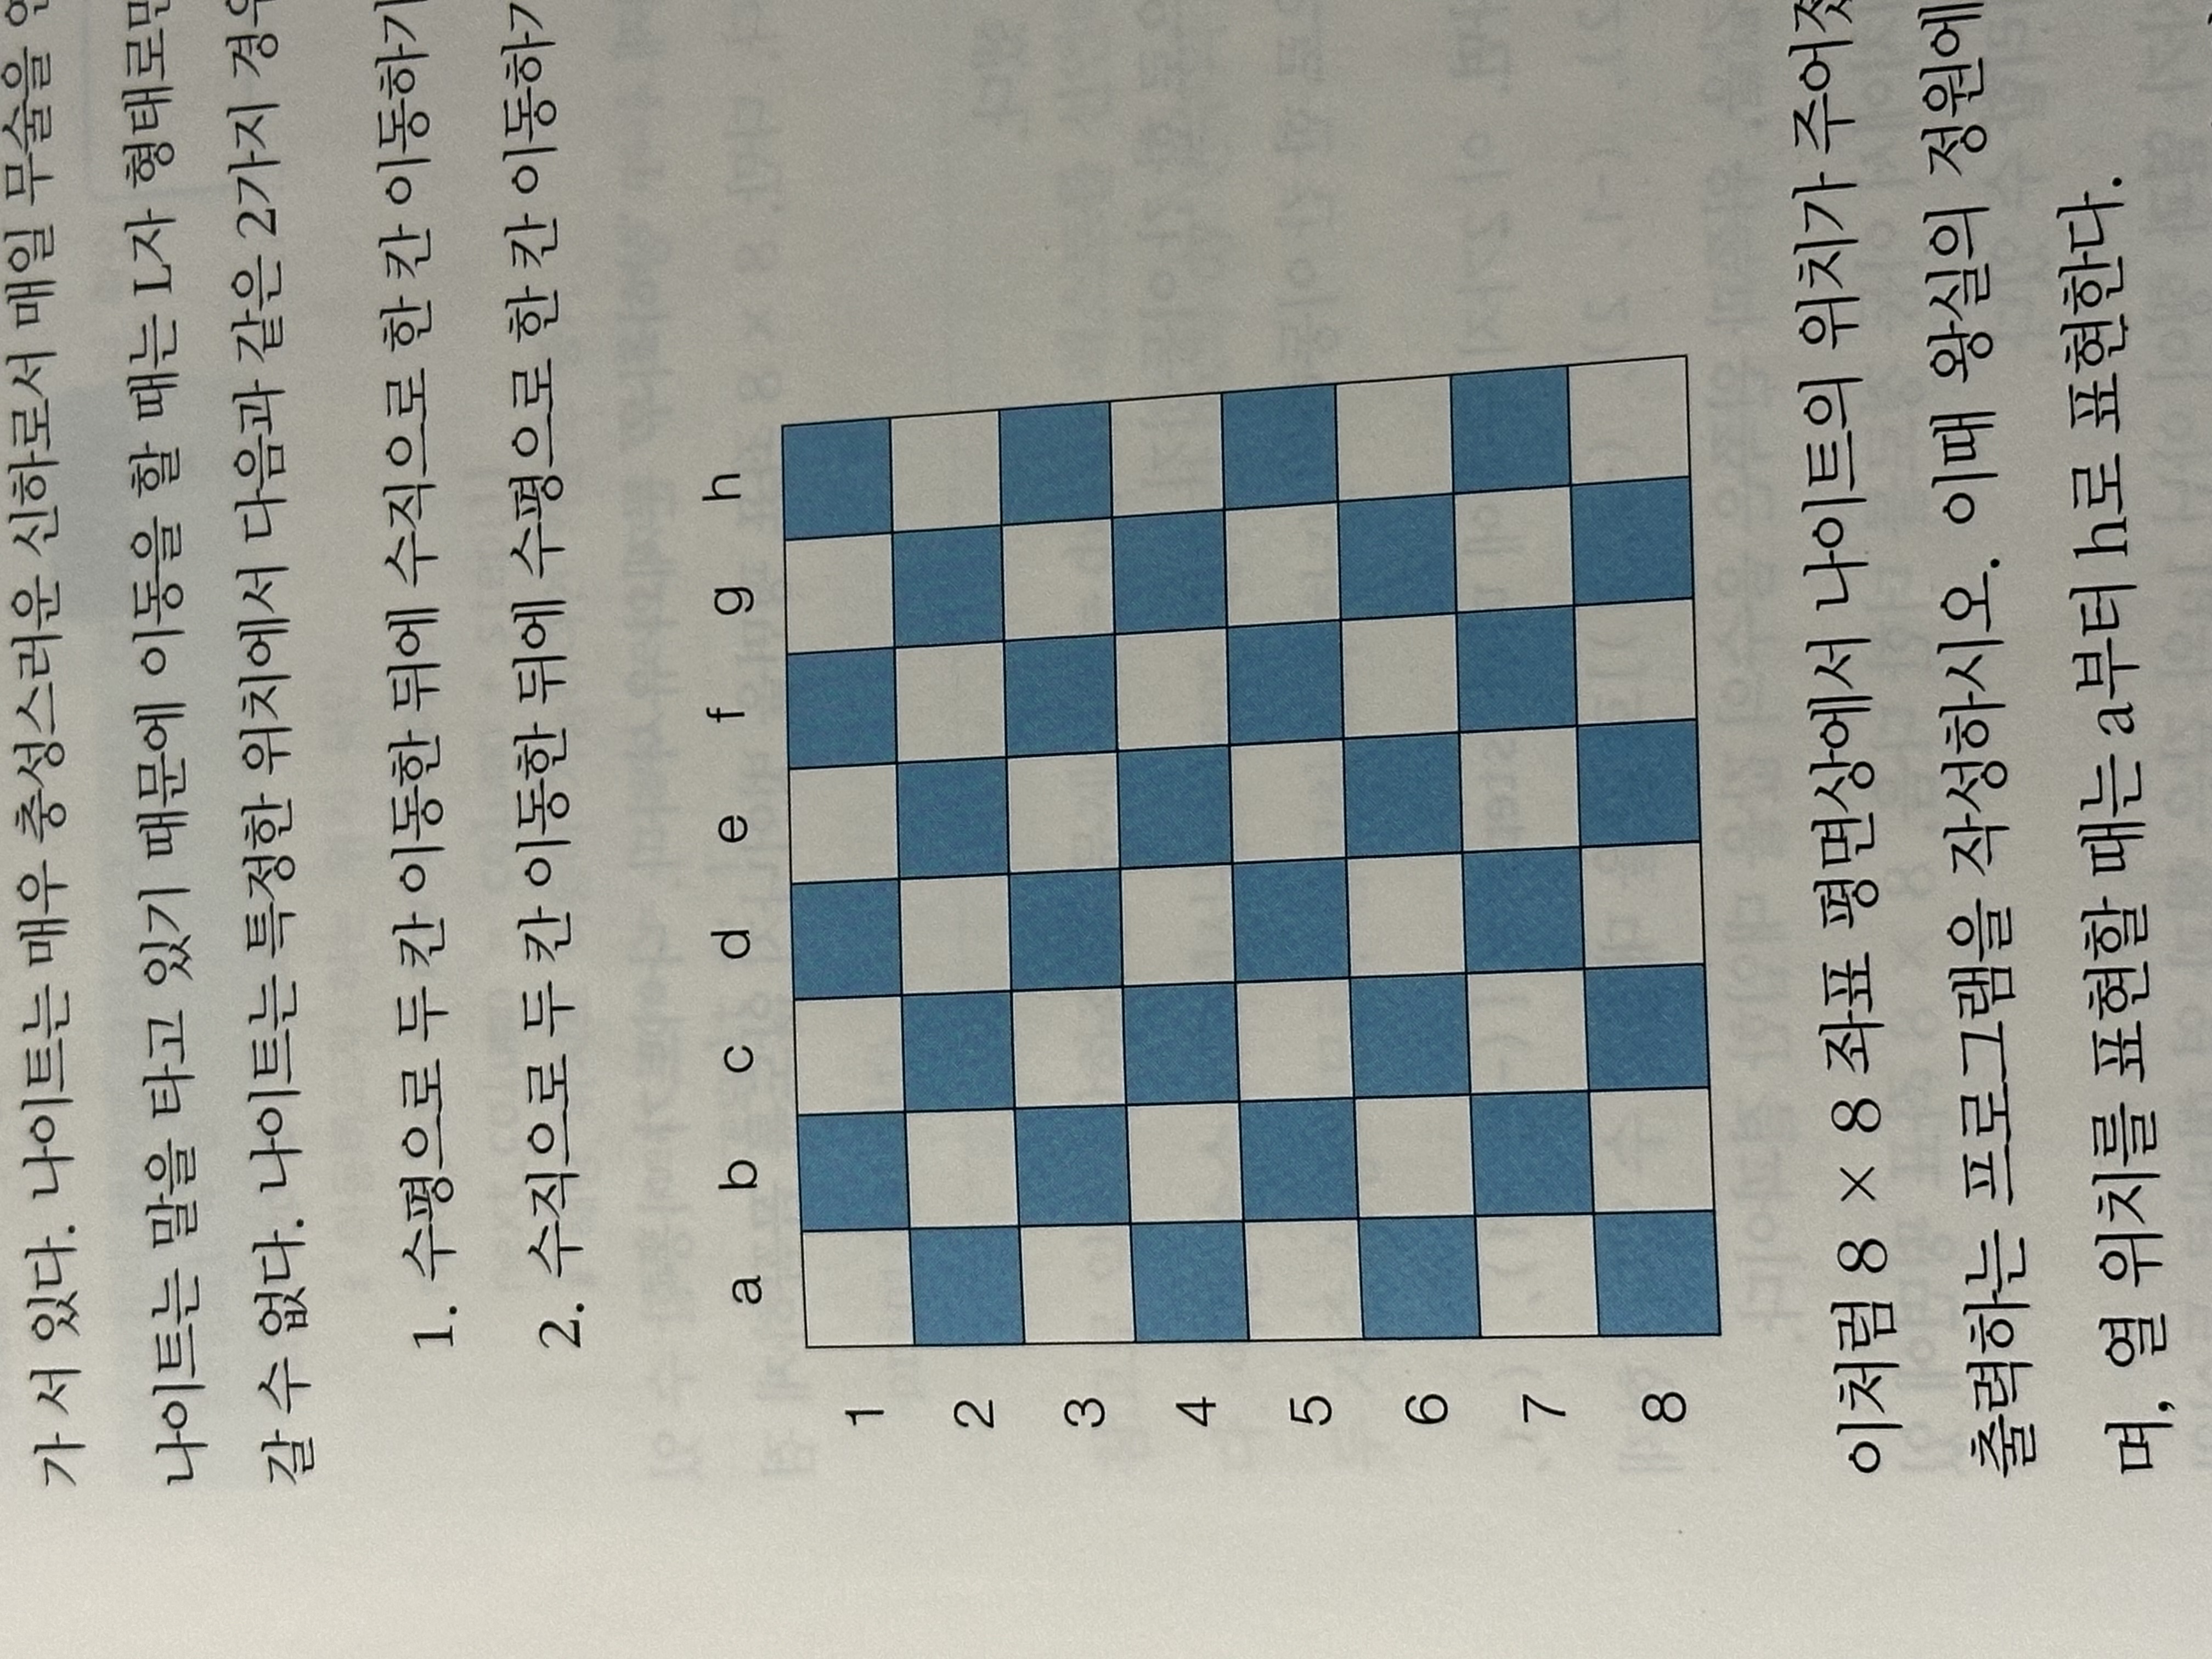 가 서 있다. 나이트는 매우 충성스러운 신하로서 매일 무술을
나이트는 말을 타고 있기 때문에 이동을 할 때는 L자 형태로만
갈 수 없다. 나이트는 특정한 위치에서 다음과 같은 2가지 경우
1. 수평으로 두 칸 이동한 뒤에 수직으로 한 칸 이동하기
2. 수직으로 두 칸 이동한 뒤에 수평으로 한 칸 이동하기
a b c d e f g h
1
2
3
4
5
6
7
8
이처럼 8 × 8 좌표 평면상에서 나이트의 위치가
출력하는 프로그램을 작성하시오. 이때 왕실의 정원에
며, 열 위치를 표현할 때는 a부터 h로 표현한다.